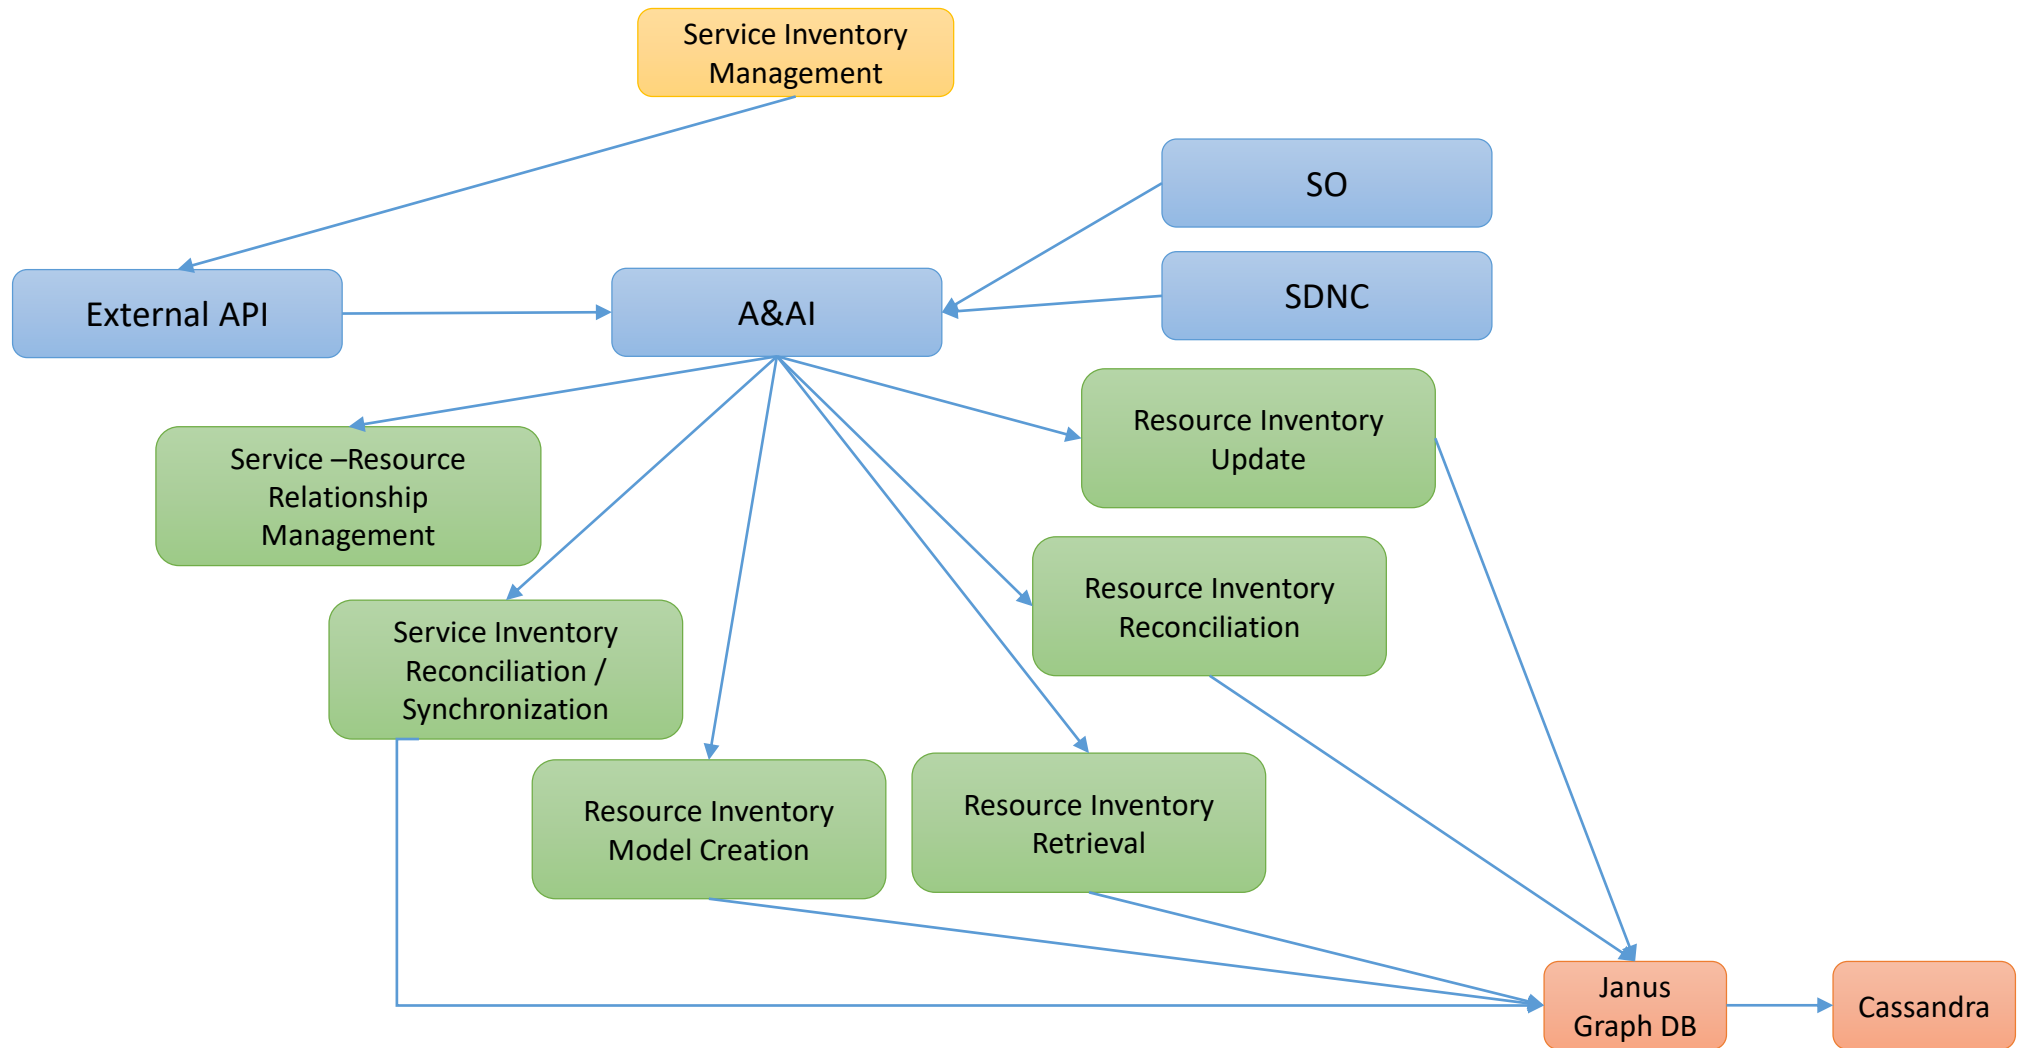 Service Inventory
Management
SO
SDNC
External API
A&AI
Resource Inventory
Update
Service –Resource
Relationship
Management
Resource Inventory
Reconciliation
Service Inventory
Reconciliation /
Synchronization
Resource Inventory
Model Creation
Resource Inventory
Retrieval
Janus
Graph DB
Cassandra